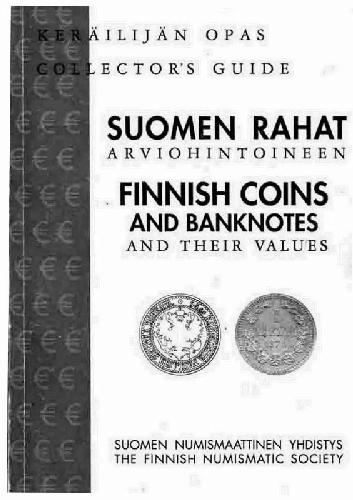 KERÄILIJÄN OPAS
COLLECTOR'S GUIDE
SUOMEN RAHAT
ARVIOHINTOINEEN
FINNISH COINS
AND BANKNOTES
AND THEIR VALUES
SUOMEN NUMISMAATTINEN YHDISTYS
THE FINNISH NUMISMATIC SOCIETY